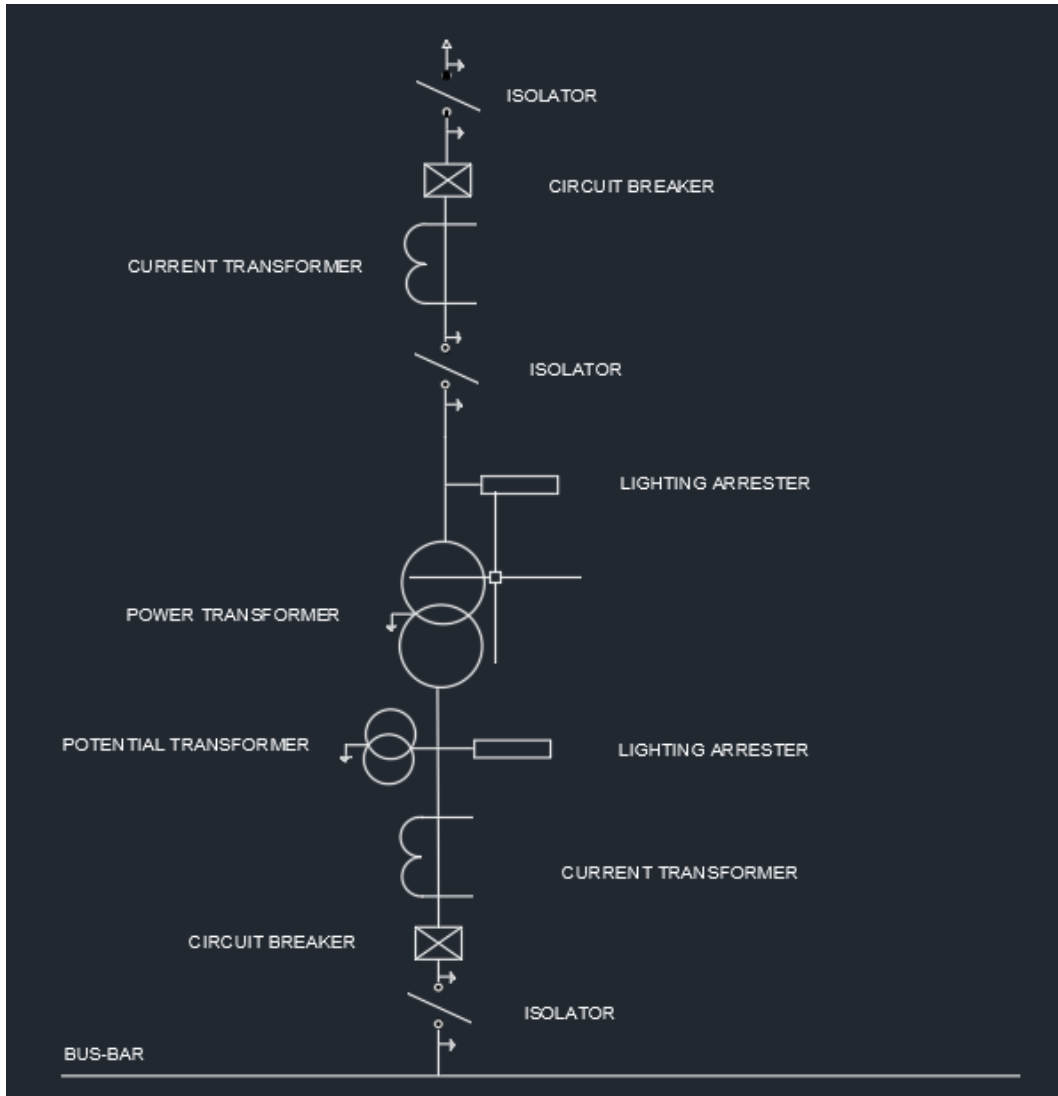 ISOLATOR
CIRCUIT BREAKER
CURRENT TRANSFORMER
ISOLATOR
LIGHTING ARRESTER
POWER TRANSFORMER
POTENTIAL TRANSFORMER
LIGHTING ARRESTER
CURRENT TRANSFORMER
CIRCUIT BREAKER
ISOLATOR
BUS-BAR